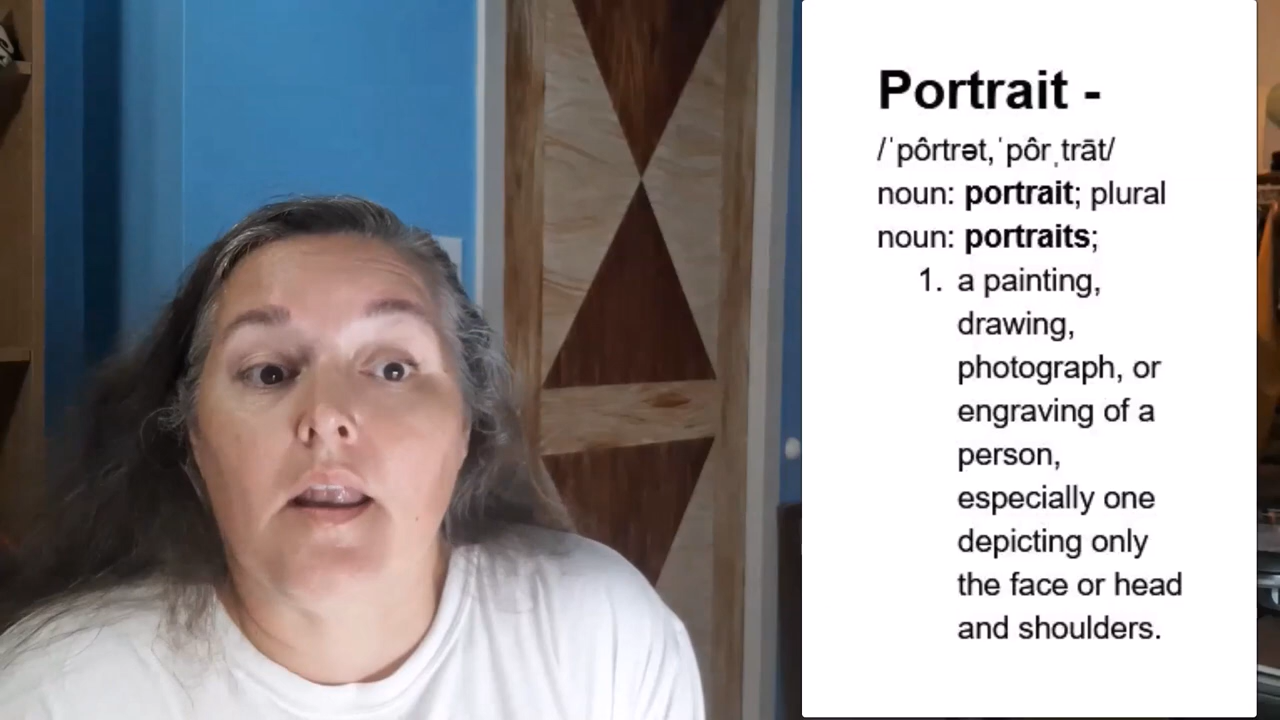 Portrait -
/ˈpôrtrət,ˈpôrˌtrāt/
noun: portrait; plural
noun: portraits;
1. a painting,
drawing,
photograph, or
engraving of a
person,
especially one
depicting only
the face or head
and shoulders.